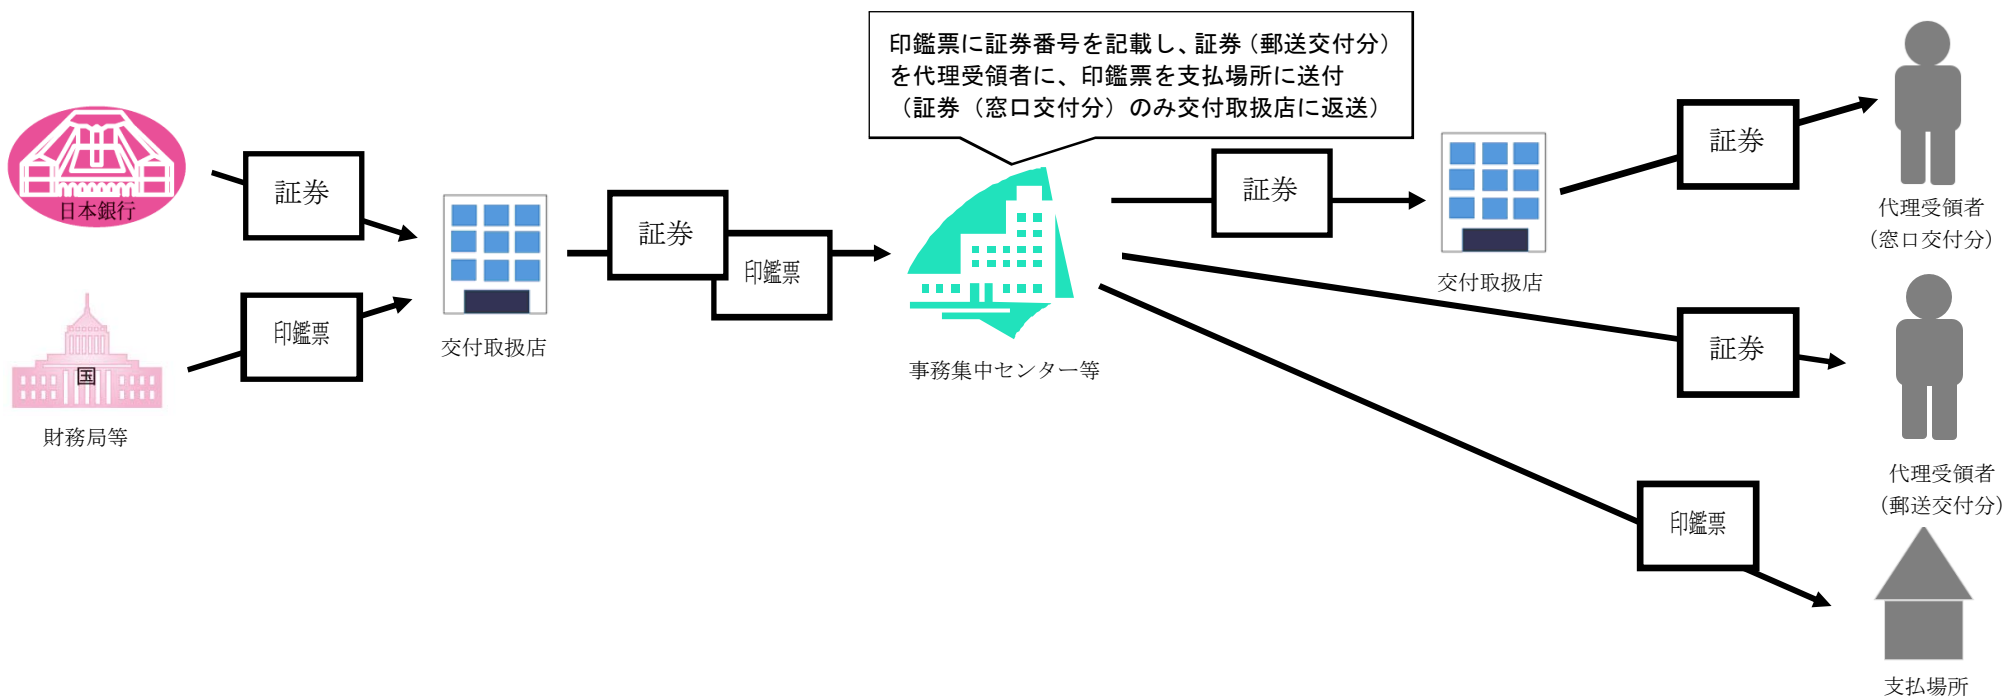 印鑑票に証券番号を記載し、証券（郵送交付分）
を代理受領者に、印鑑票を支払場所に送付
（証券（窓口交付分）のみ交付取扱店に返送）
日本銀行
証券
国
財務局等
印鑑票
交付取扱店
証券
印鑑票
事務集中センター等
証券
交付取扱店
証券
代理受領者
（窓口交付分）
証券
代理受領者
（郵送交付分）
印鑑票
支払場所